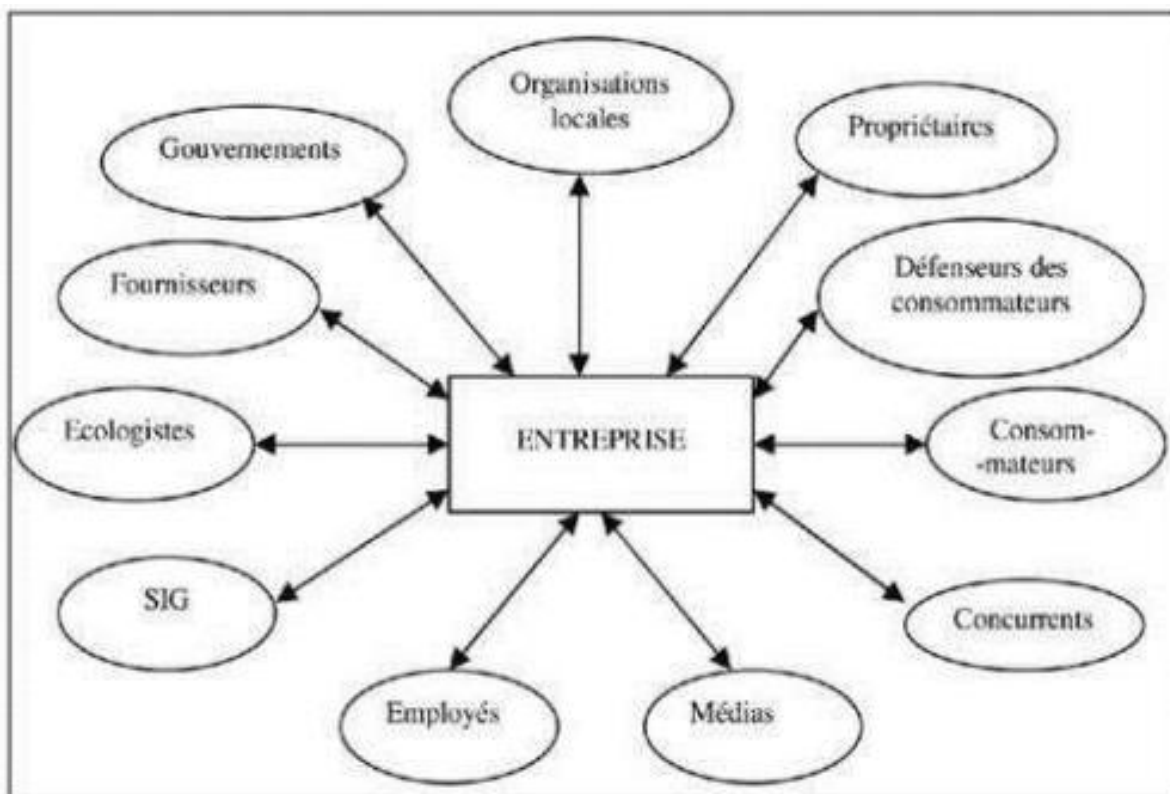 Organisations
locales
Propriétaires
Gouvernements
Défenseurs des
consommateurs
Fournisseurs
Ecologistes
ENTREPRISE
Consom-
-mateurs
SIG
Concurrents
Employés
Médias